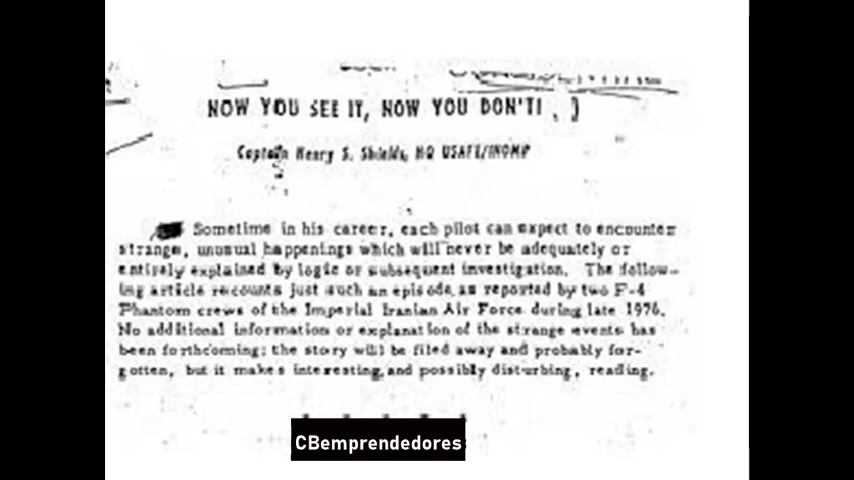 NOW YOU SEE IT, NOW YOU DON'T!
Captain Henry S. Shields, HQ USAFE/INOMP
Sometime in his career, each pilot can expect to encounter
strange, unusual happenings which will never be adequately or
entirely explained by logic or subsequent investigation. The follow-
ing article recounts just such an episode as reported by two F-4
Phantom crews of the Imperial Iranian Air Force during late 1976.
No additional information or explanation of the strange events has
been forthcoming; the story will be filed away and probably for-
gotten, but it makes interesting, and possibly disturbing, reading.
CBemprendedores